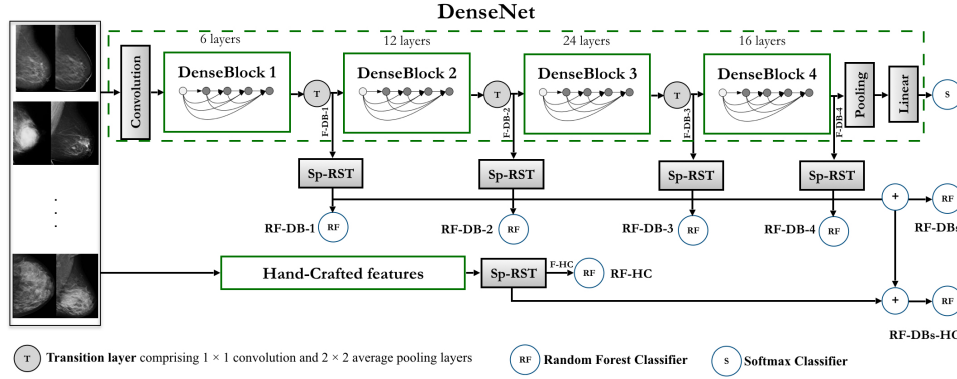 DenseNet
6 layers
12 layers
24 layers
16 layers
Convolution
DenseBlock 1
T
F-DB-1
DenseBlock 2
T
F-DB-2
DenseBlock 3
T
F-DB-3
DenseBlock 4
F-DB-4
Pooling
Linear
S
Sp-RST
Sp-RST
Sp-RST
Sp-RST
RF-DB-1
RF
RF-DB-2
RF
RF-DB-3
RF
RF-DB-4
RF
+
RF
RF-DBs
Hand-Crafted features
Sp-RST
F-HC
RF
RF-HC
+
RF
RF-DBs-HC
T
Transition layer comprising 1 × 1 convolution and 2 × 2 average pooling layers
RF
Random Forest Classifier
S
Softmax Classifier